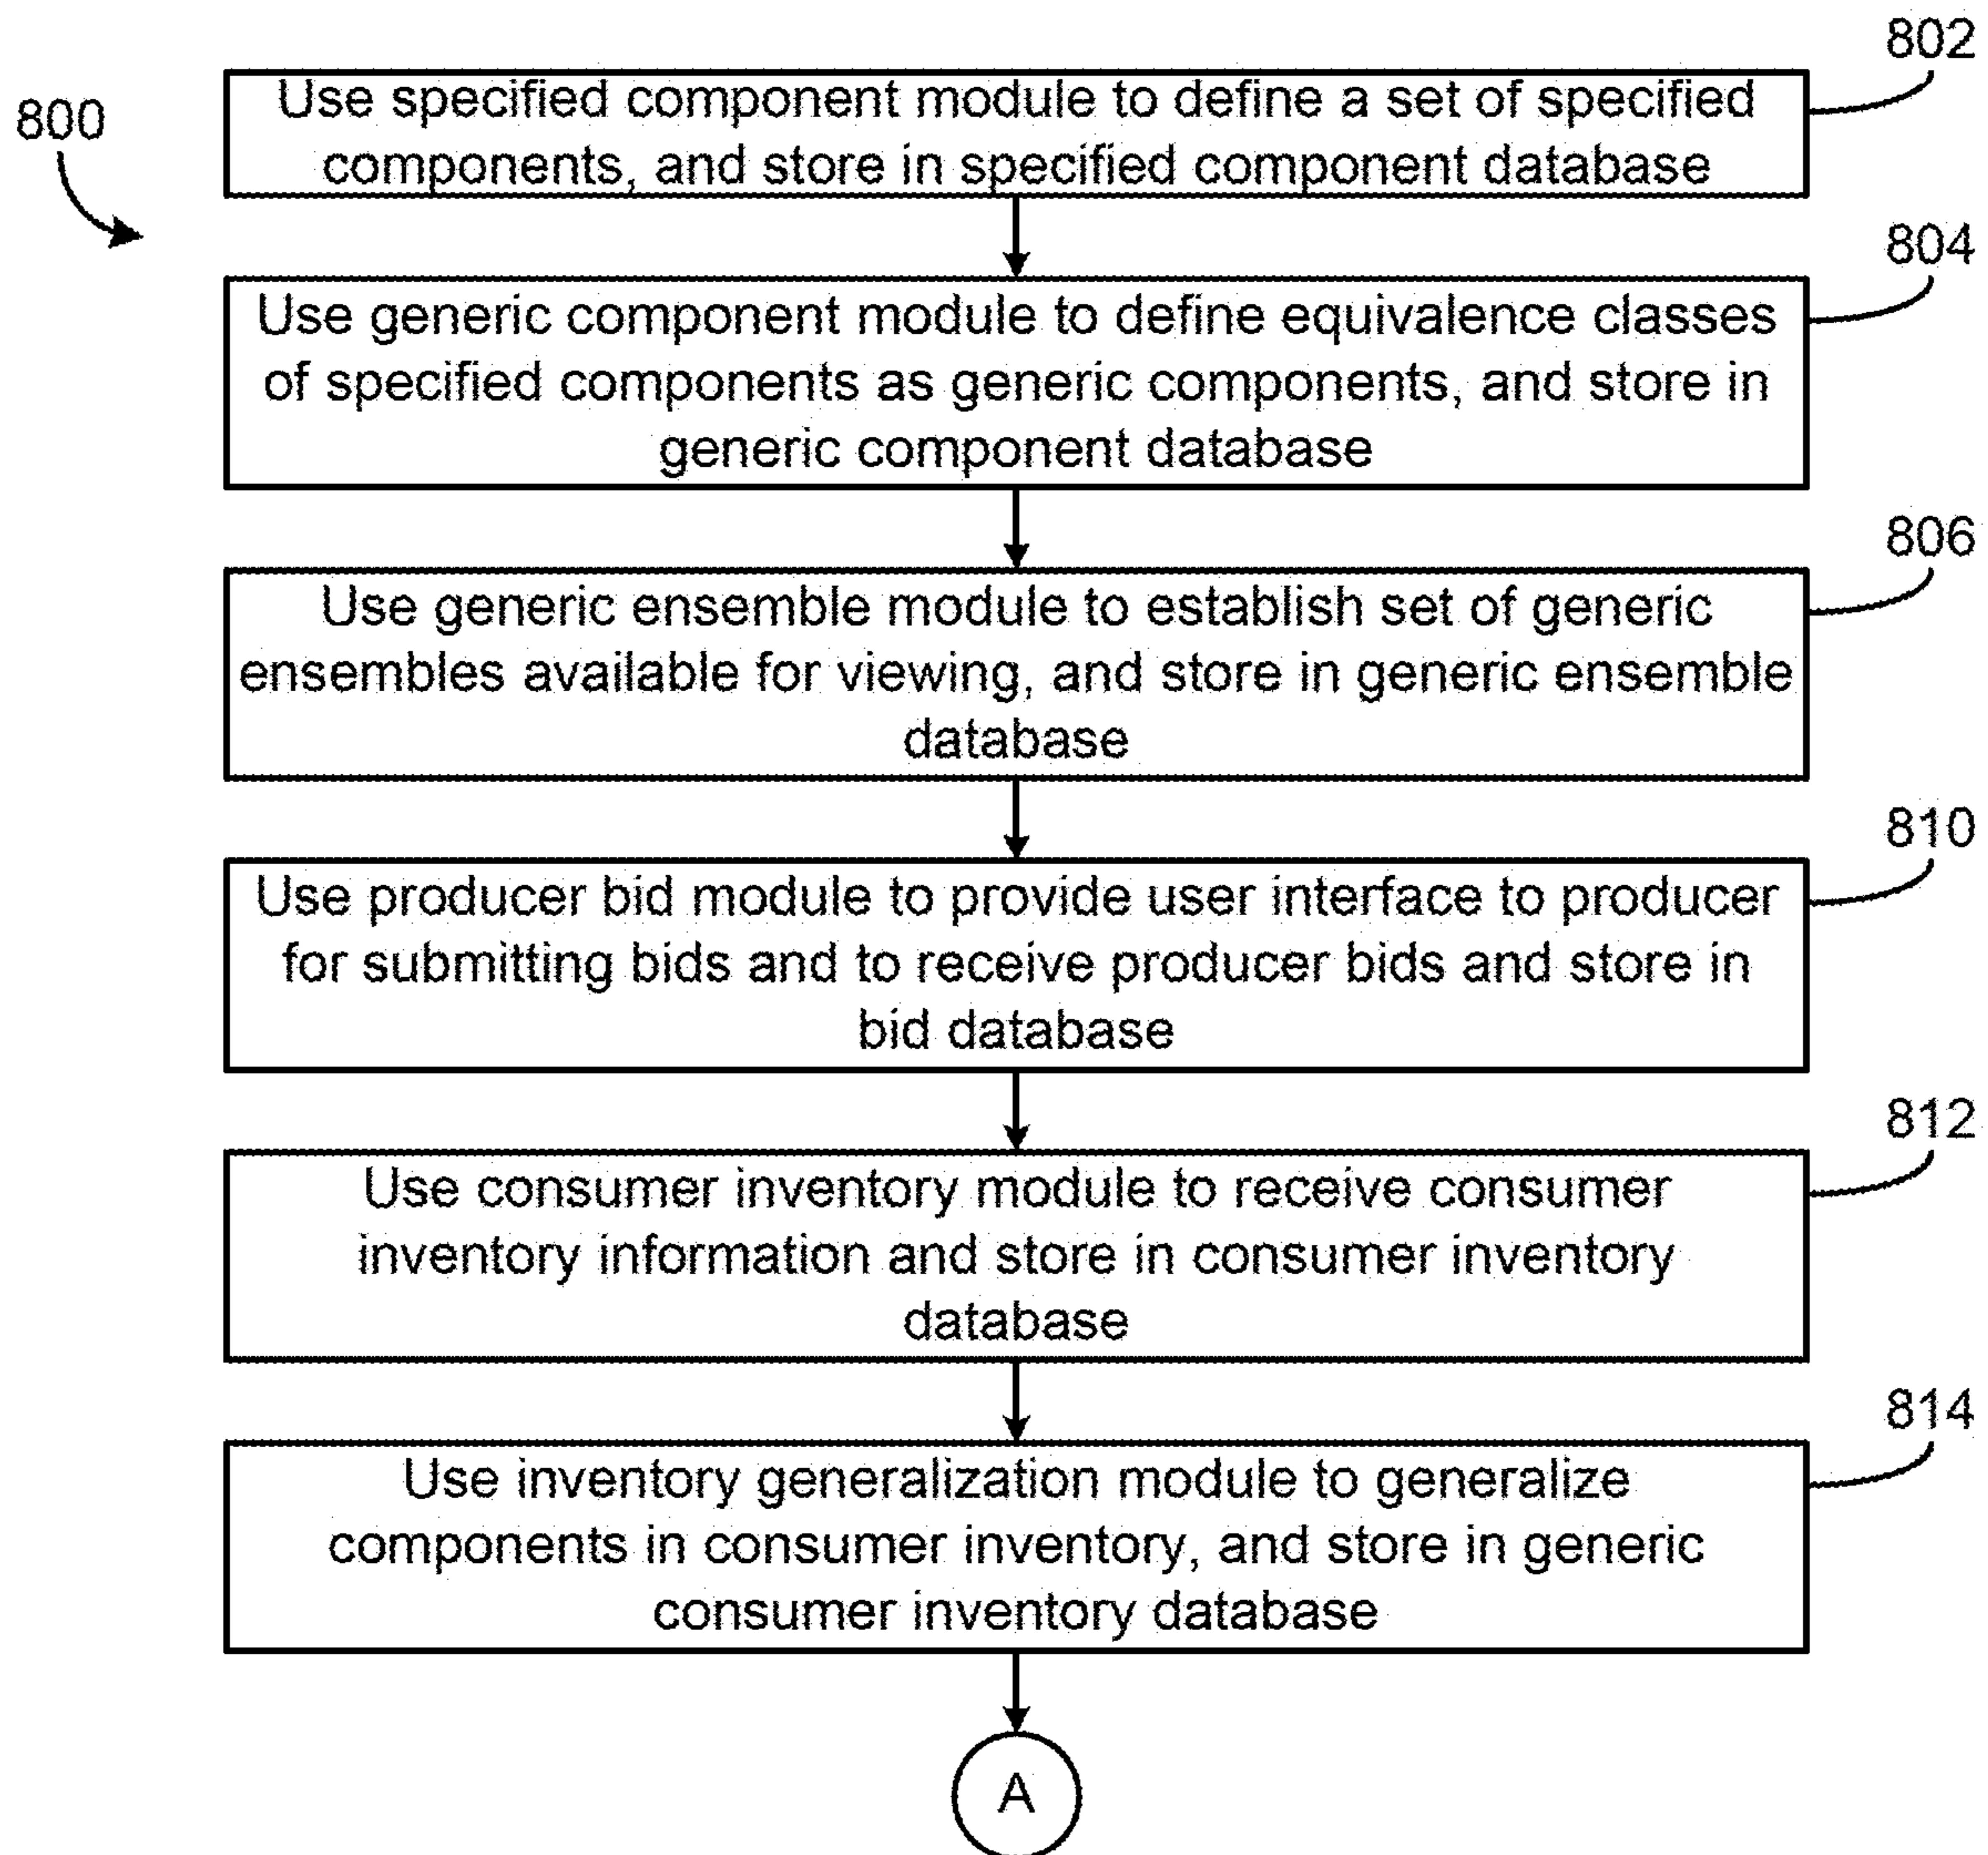 802
800
Use specified component module to define a set of specified
components, and store in specified component database
804
Use generic component module to define equivalence classes
of specified components as generic components, and store in
generic component database
806
Use generic ensemble module to establish set of generic
ensembles available for viewing, and store in generic ensemble
database
810
Use producer bid module to provide user interface to producer
for submitting bids and to receive producer bids and store in
bid database
812
Use consumer inventory module to receive consumer
inventory information and store in consumer inventory
database
814
Use inventory generalization module to generalize
components in consumer inventory, and store in generic
consumer inventory database
A